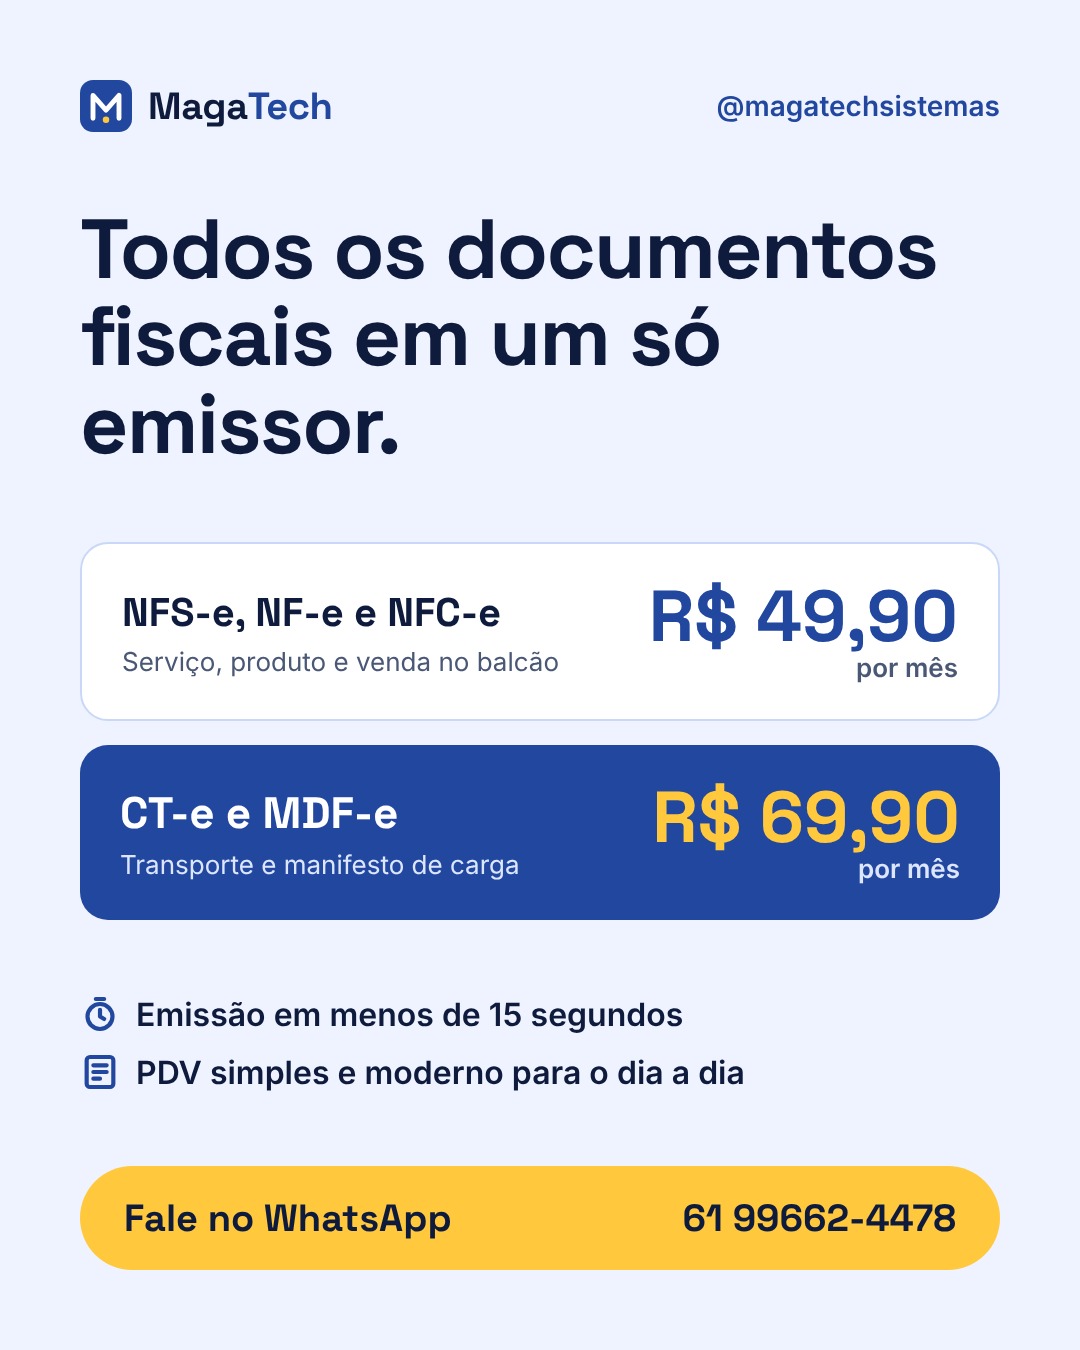 MagaTech
@magatechsistemas
Todos os documentos
fiscais em um só
emissor.
NFS-e, NF-e e NFC-e
Serviço, produto e venda no balcão
R$ 49,90
por mês
CT-e e MDF-e
Transporte e manifesto de carga
R$ 69,90
por mês
Emissão em menos de 15 segundos
PDV simples e moderno para o dia a dia
Fale no WhatsApp
61 99662-4478